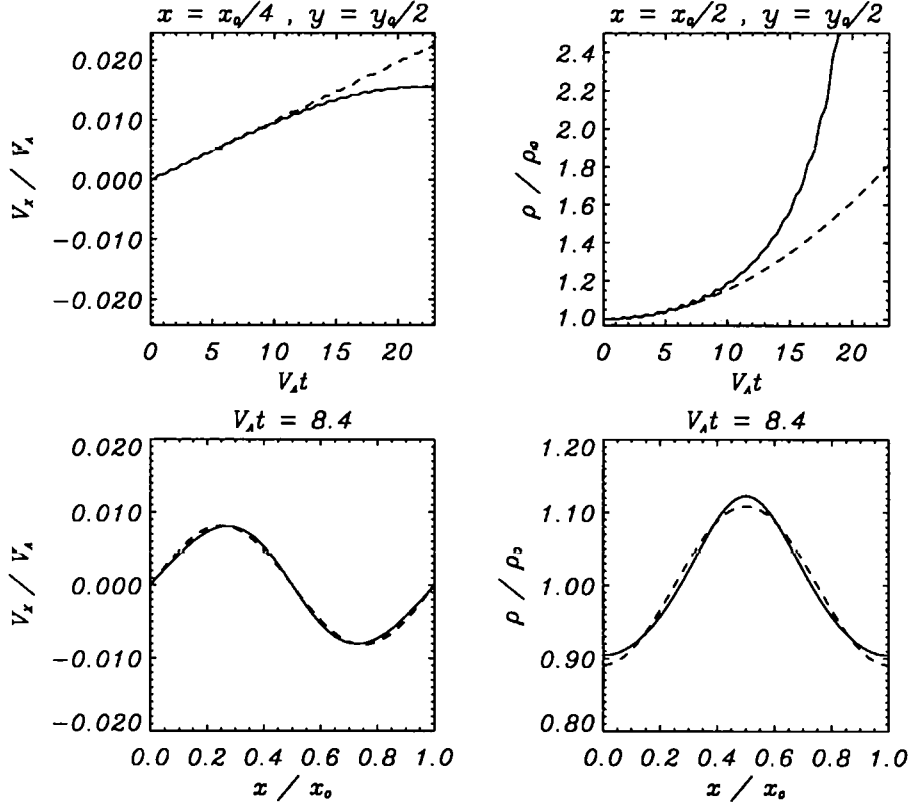 x = x₀/4 , y = y₀/2
0.020
0.010
0.000
−0.010
−0.020
V_x / V_A
0 5 10 15 20
V_A t
x = x₀/2 , y = y₀/2
2.4
2.2
2.0
1.8
1.6
1.4
1.2
1.0
ρ / ρ₀
0 5 10 15 20
V_A t
V_A t = 8.4
0.020
0.010
0.000
−0.010
−0.020
V_x / V_A
0.0 0.2 0.4 0.6 0.8 1.0
x / x₀
V_A t = 8.4
1.20
1.10
1.00
0.90
0.80
ρ / ρ₀
0.0 0.2 0.4 0.6 0.8 1.0
x / x₀